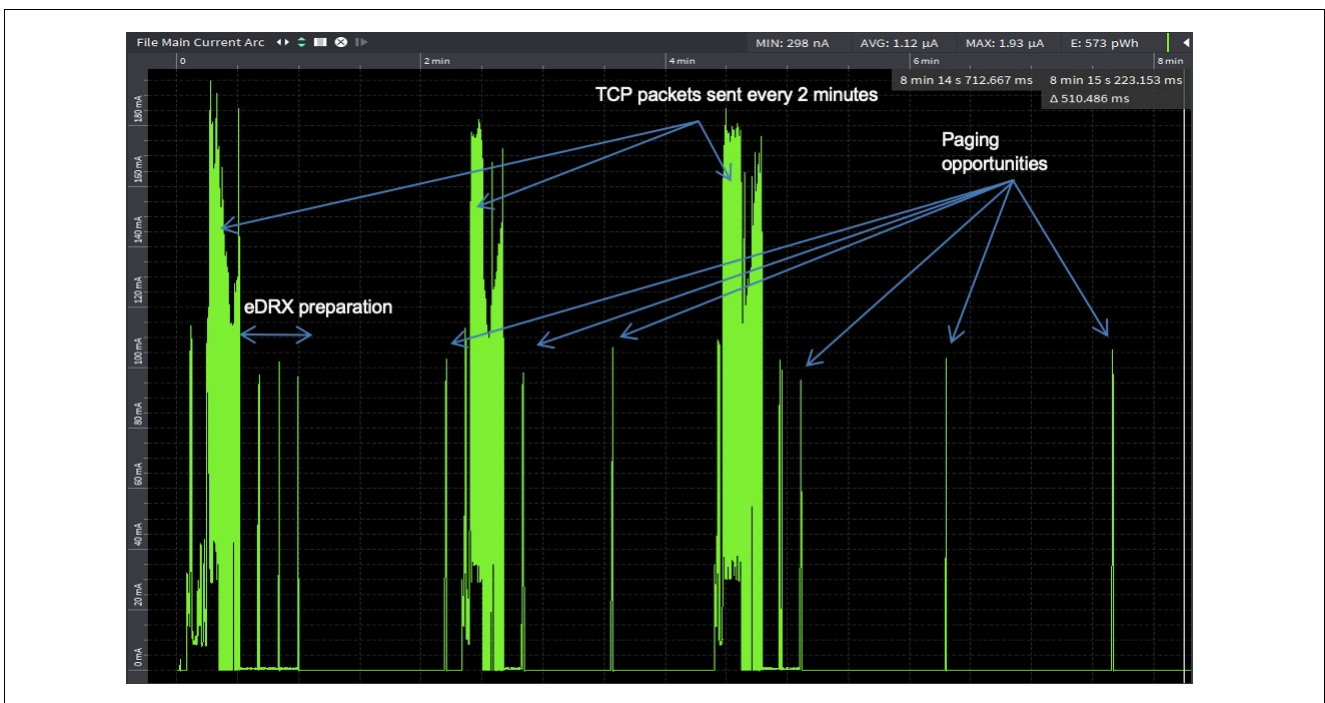 File Main Current Arc
MIN: 298 nA AVG: 1.12 µA MAX: 1.93 µA E: 573 pWh
0 2 min 4 min 6 min 8 min
8 min 14 s 712.667 ms 8 min 15 s 223.153 ms
Δ 510.486 ms
TCP packets sent every 2 minutes
Paging
opportunities
eDRX preparation
180 mA
160 mA
140 mA
120 mA
100 mA
80 mA
60 mA
40 mA
20 mA
0 mA